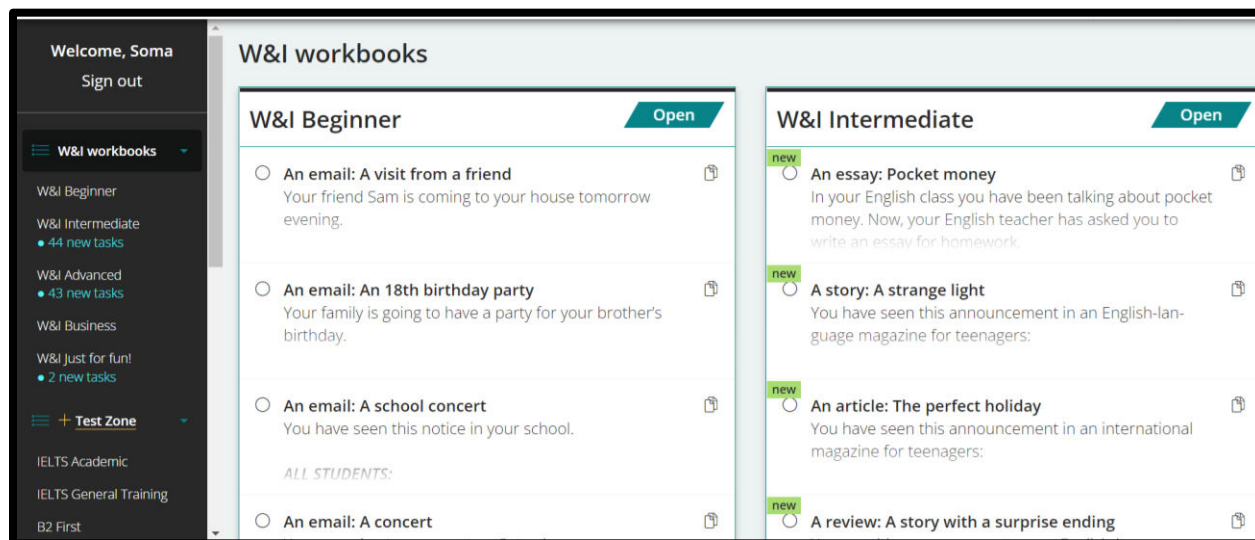 Welcome, Soma
Sign out
W&I workbooks
W&I Beginner
W&I Intermediate
• 44 new tasks
W&I Advanced
• 43 new tasks
W&I Business
W&I Just for fun!
• 2 new tasks
+ Test Zone
IELTS Academic
IELTS General Training
B2 First
W&I workbooks
W&I Beginner
Open
An email: A visit from a friend
Your friend Sam is coming to your house tomorrow
evening.
An email: An 18th birthday party
Your family is going to have a party for your brother's
birthday.
An email: A school concert
You have seen this notice in your school.
ALL STUDENTS:
An email: A concert
W&I Intermediate
Open
new
An essay: Pocket money
In your English class you have been talking about pocket
money. Now, your English teacher has asked you to
write an essay for homework.
new
A story: A strange light
You have seen this announcement in an English-lan-
guage magazine for teenagers:
new
An article: The perfect holiday
You have seen this announcement in an international
magazine for teenagers:
new
A review: A story with a surprise ending